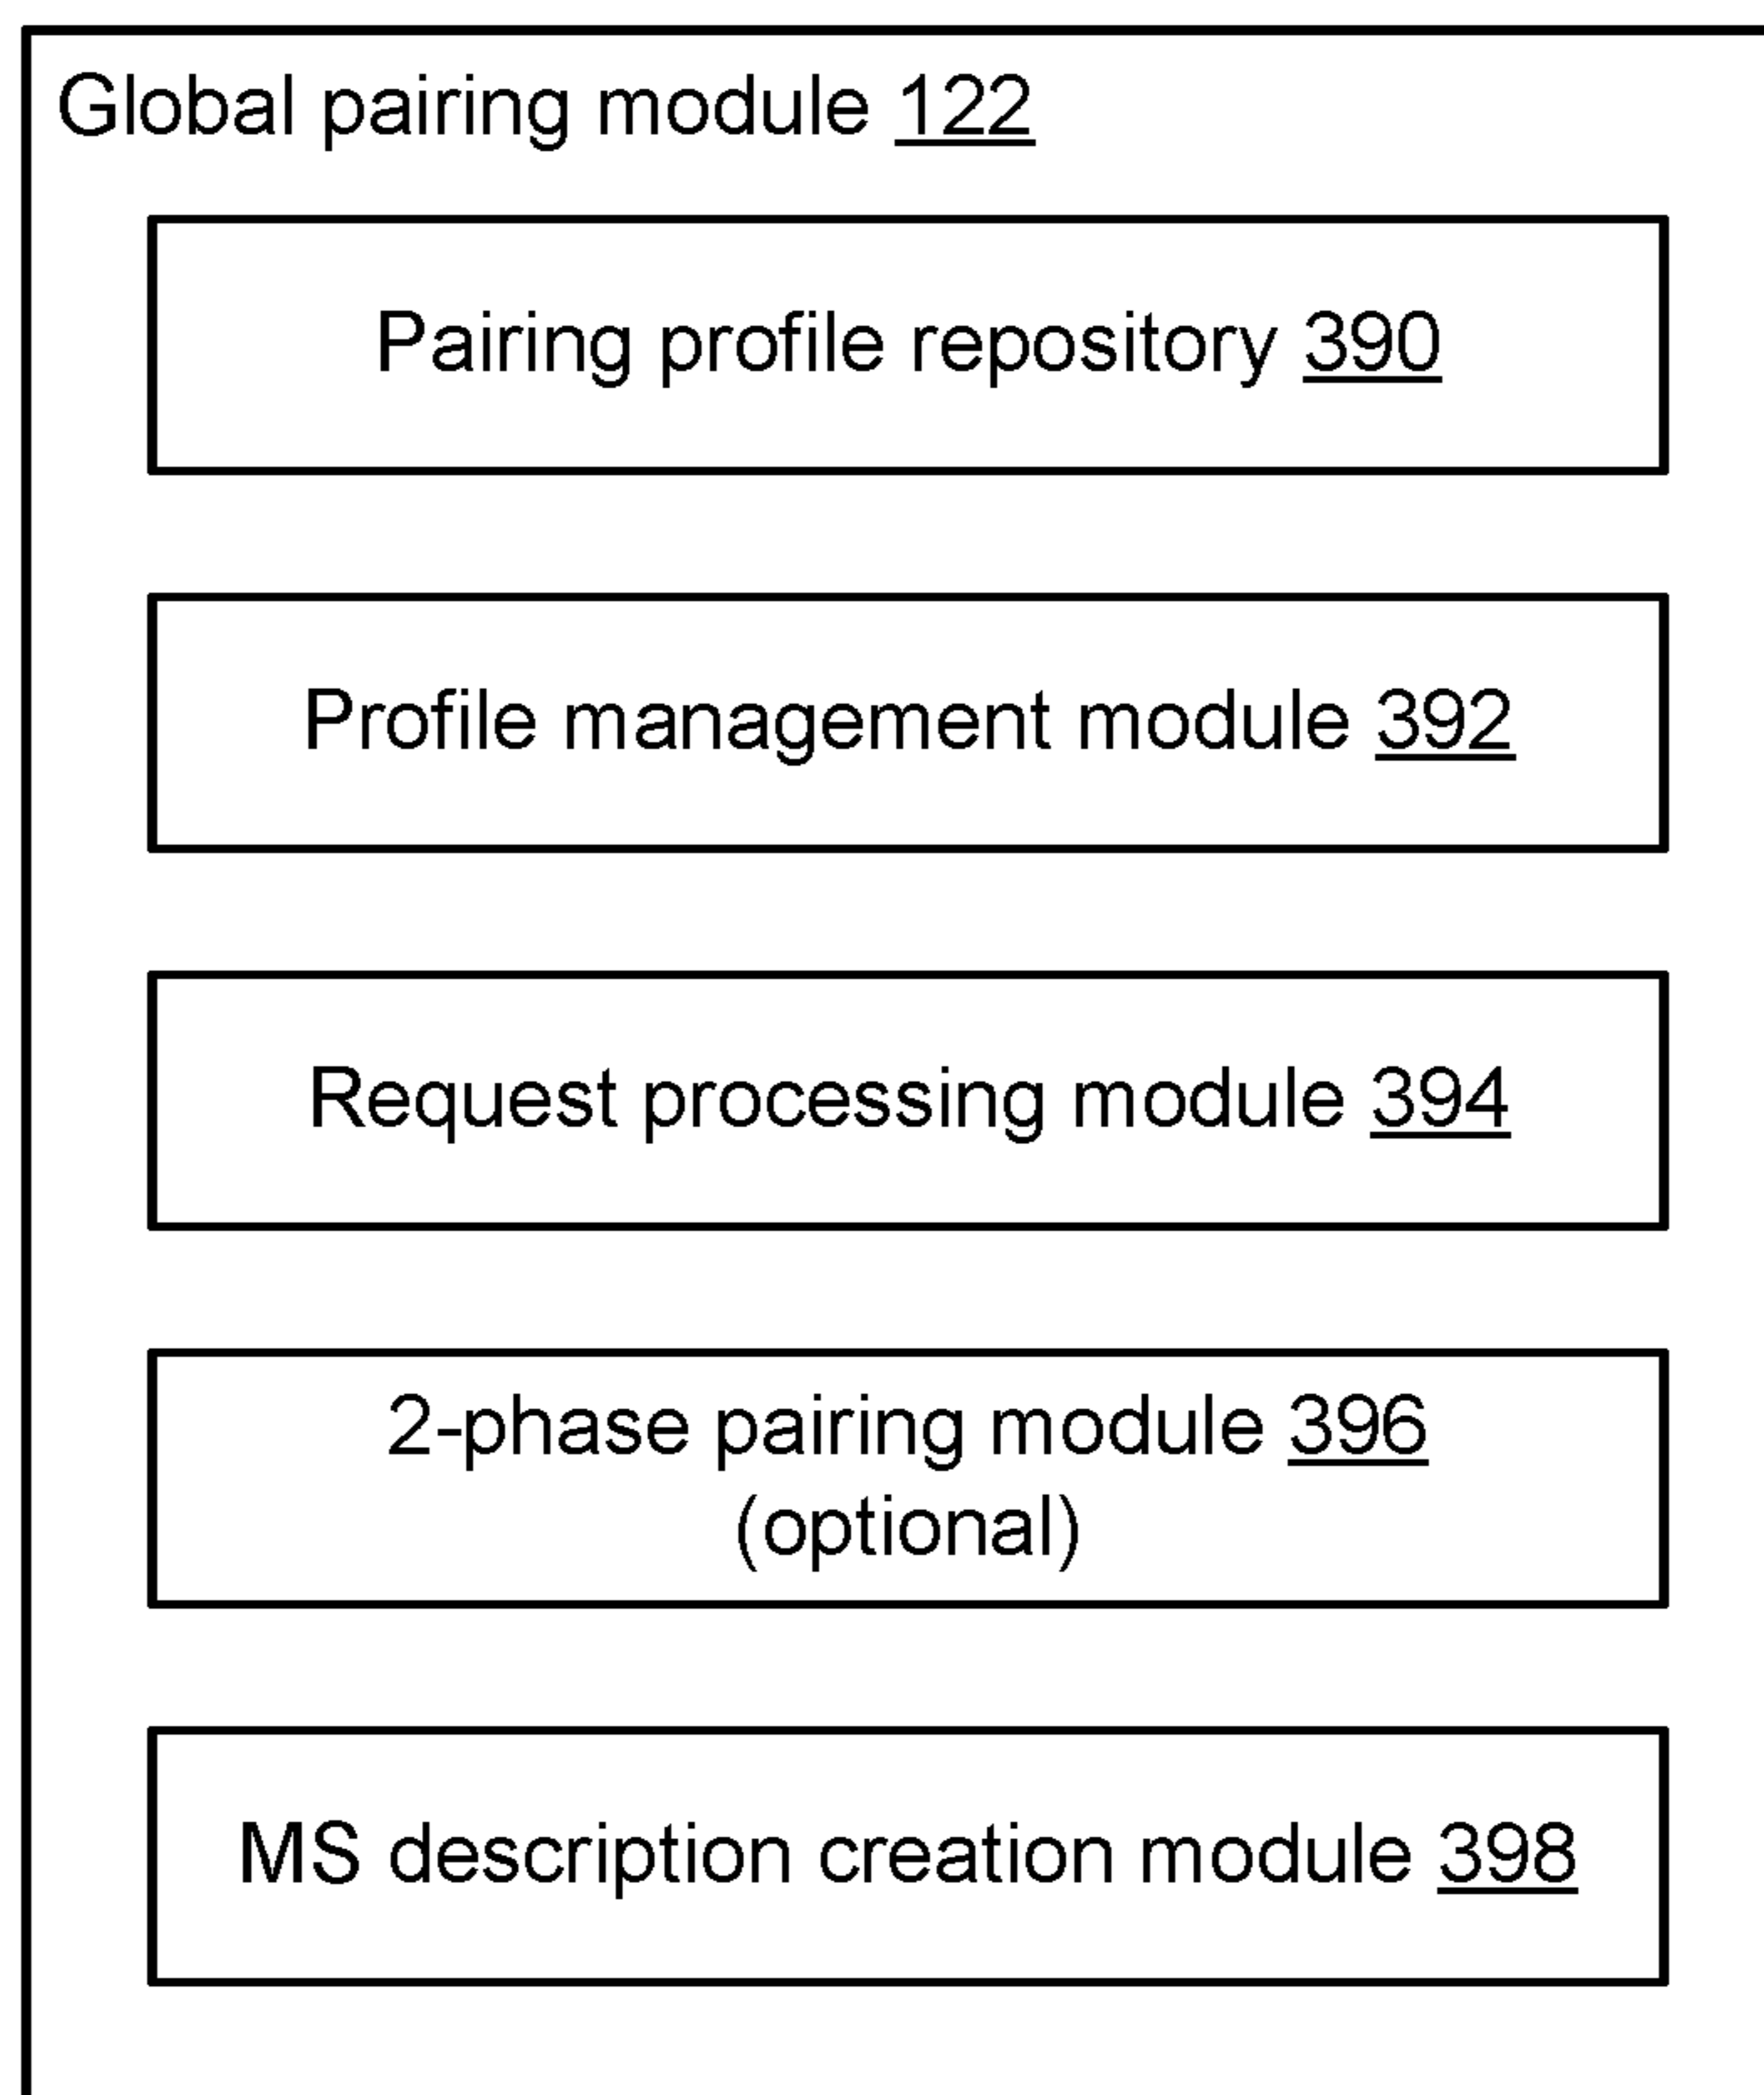 Global pairing module 122
Pairing profile repository 390
Profile management module 392
Request processing module 394
2-phase pairing module 396
(optional)
MS description creation module 398